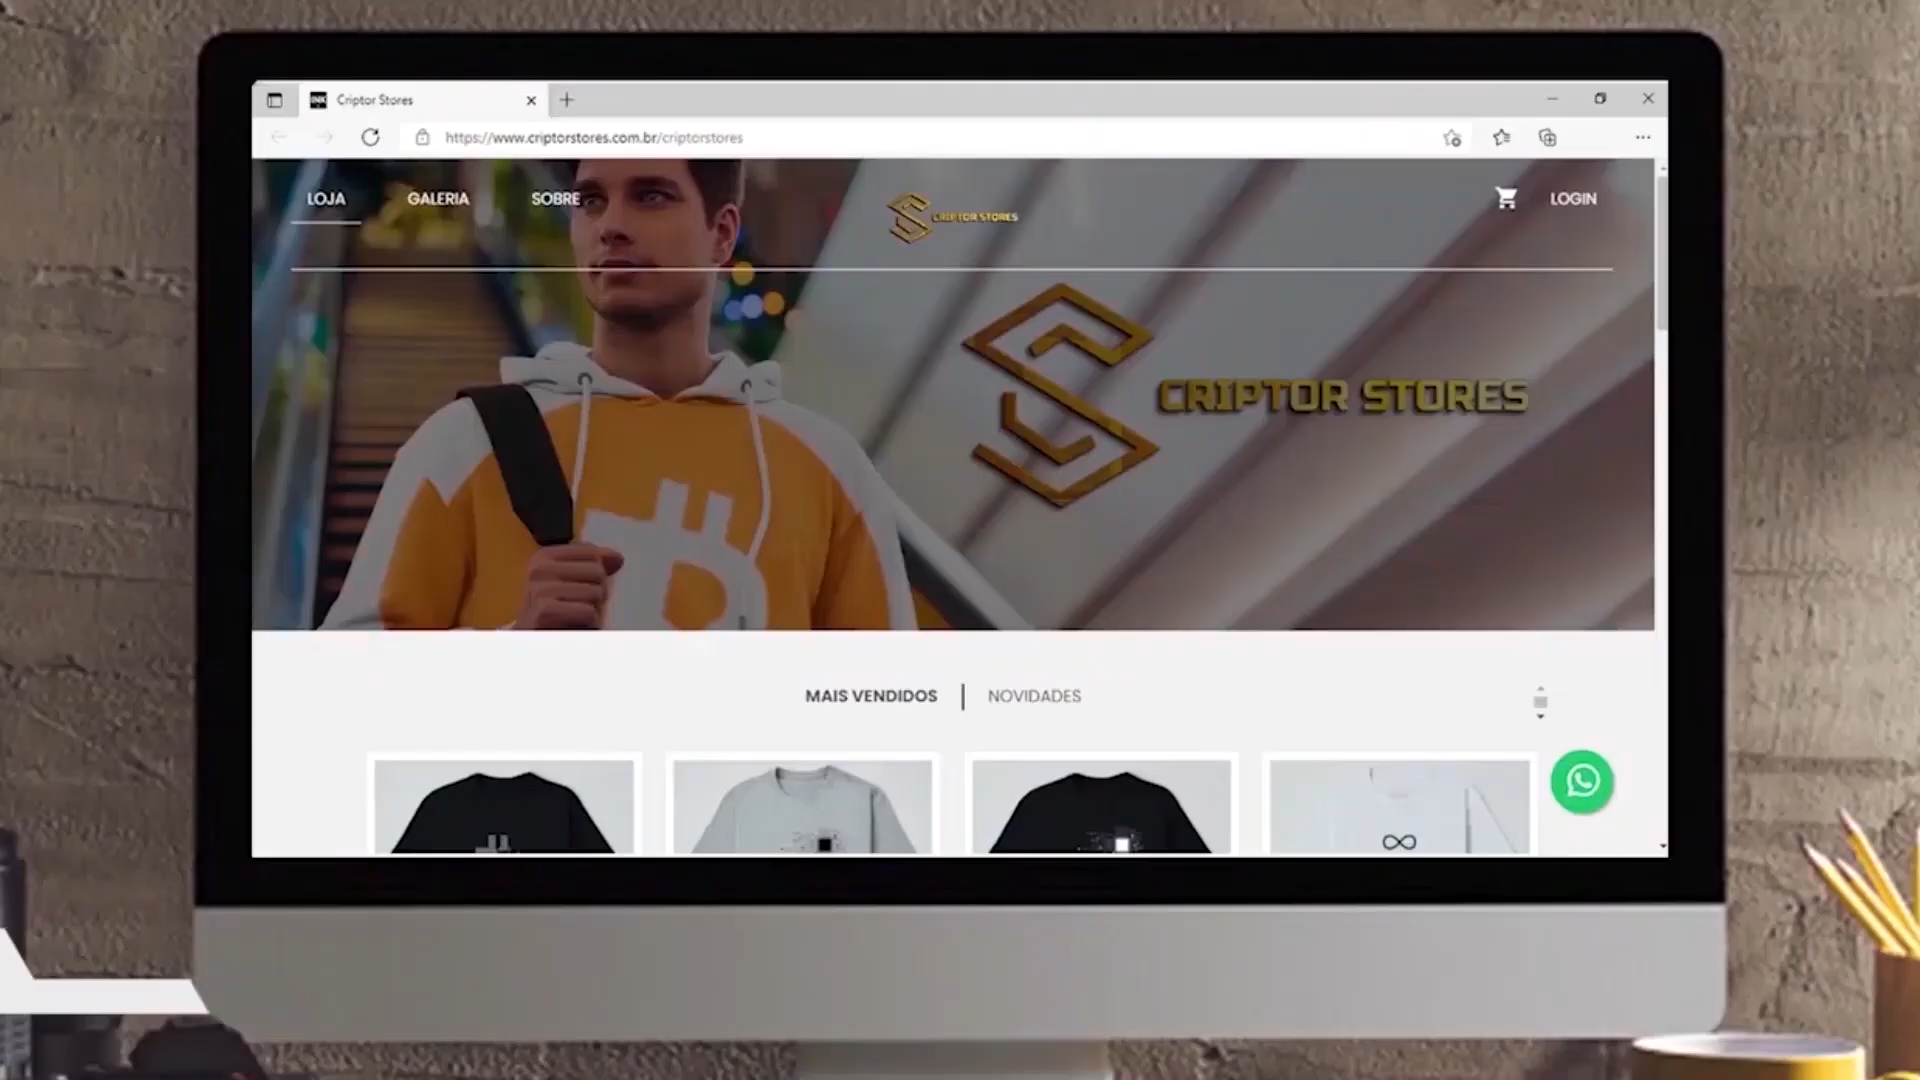 Criptor Stores
https://www.criptorstores.com.br/criptorstores
LOJA GALERIA SOBRE CRIPTOR STORES LOGIN
CRIPTOR STORES
MAIS VENDIDOS | NOVIDADES